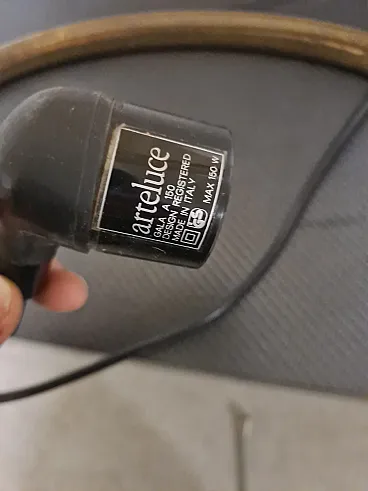 arteluce
GALA A 150
DESIGN REGISTERED
MADE IN ITALY
MAX 150 W